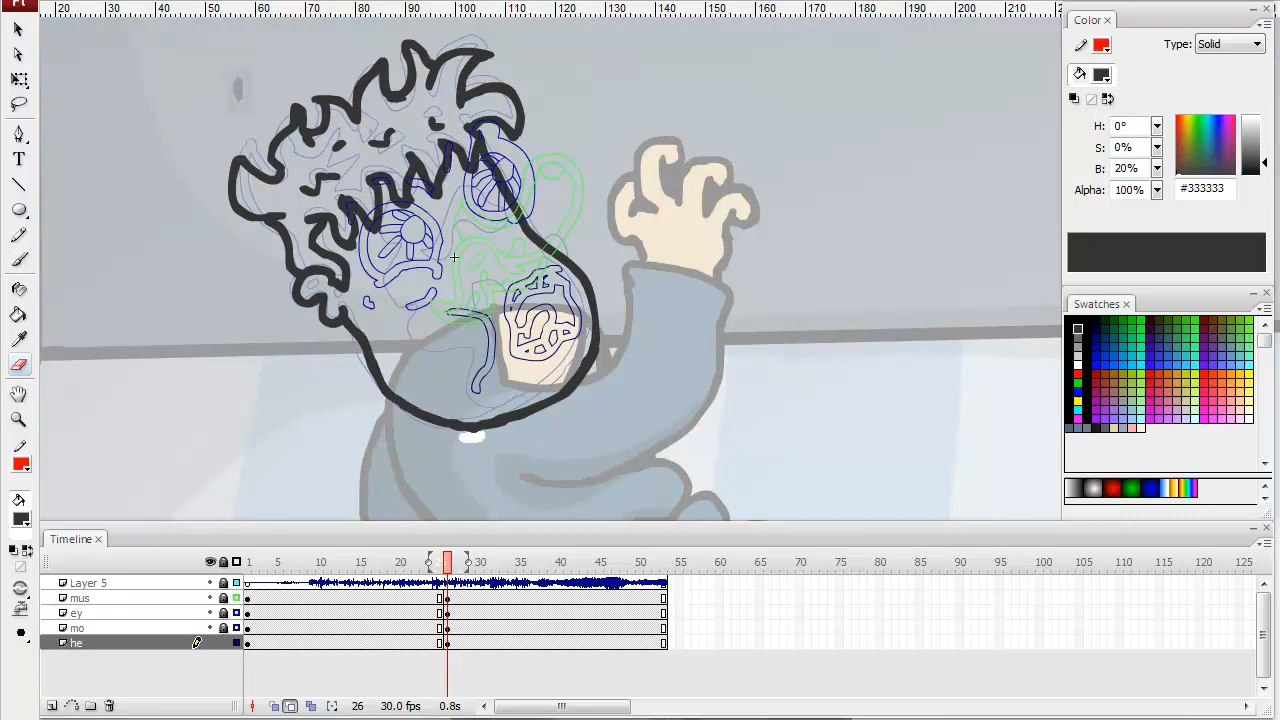 Fl
20 30 40 50 60 70 80 90 100 110 120 130 140 150 160 170 180 190 200 210
Color ×
Type: Solid
H: 0°
S: 0%
B: 20%
Alpha: 100%
#333333
Swatches ×
T
Timeline ×
1 5 10 15 20 30 35 40 45 50 55 60 65 70 75 80 85 90 95 100 105 110 115 120 125
Layer 5
mus
ey
mo
he
26 30.0 fps 0.8s